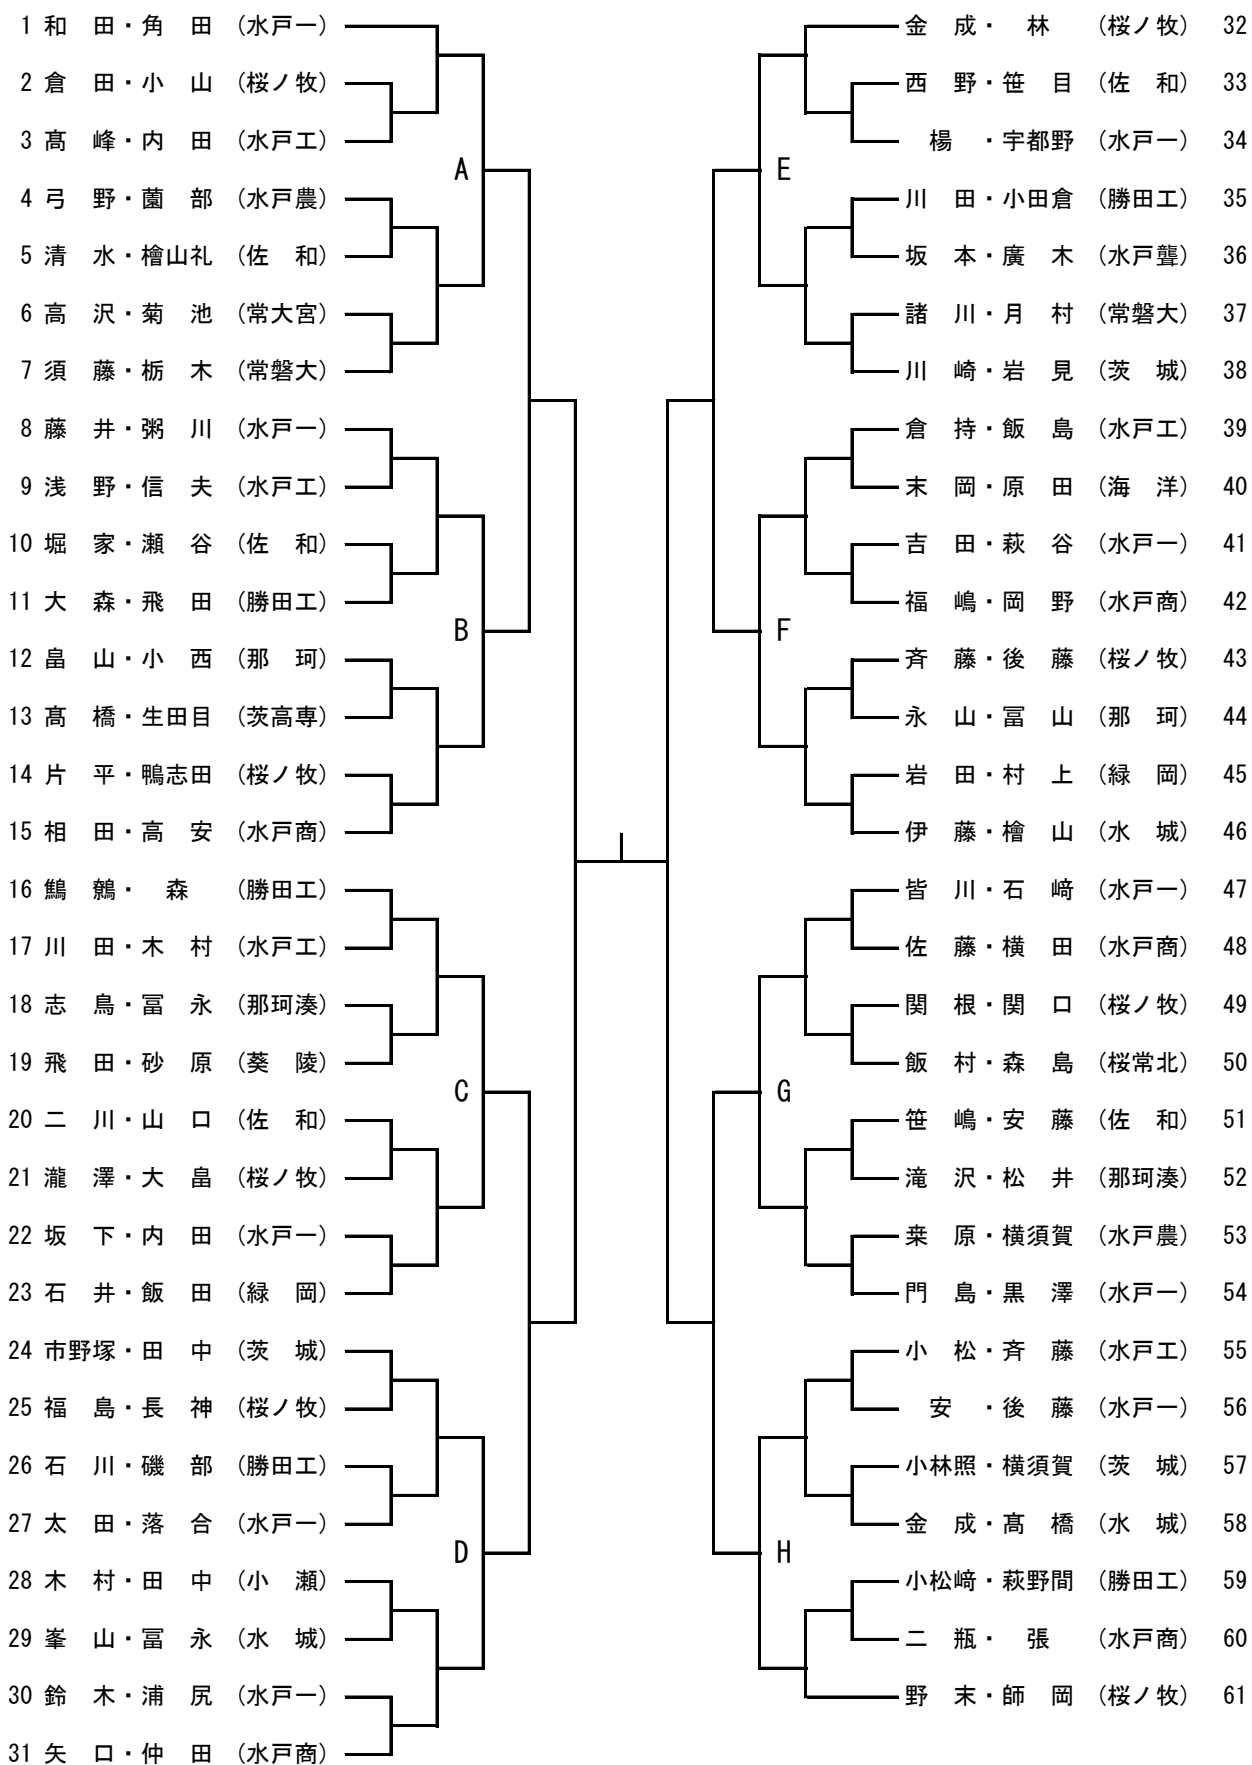 1 和　田・角　田 (水戸一)
2 倉　田・小　山 (桜ノ牧)
3 髙　峰・内　田 (水戸工)
A
4 弓　野・薗　部 (水戸農)
5 清　水・檜山礼 (佐　和)
6 高　沢・菊　池 (常大宮)
7 須　藤・栃　木 (常磐大)
8 藤　井・粥　川 (水戸一)
9 浅　野・信　夫 (水戸工)
10 堀　家・瀬　谷 (佐　和)
11 大　森・飛　田 (勝田工)
B
12 畠　山・小　西 (那　珂)
13 髙　橋・生田目 (茨高専)
14 片　平・鴨志田 (桜ノ牧)
15 相　田・高　安 (水戸商)
16 鷦　鷯・　森 (勝田工)
17 川　田・木　村 (水戸工)
18 志　鳥・冨　永 (那珂湊)
19 飛　田・砂　原 (葵　陵)
C
20 二　川・山　口 (佐　和)
21 瀧　澤・大　畠 (桜ノ牧)
22 坂　下・内　田 (水戸一)
23 石　井・飯　田 (緑　岡)
24 市野塚・田　中 (茨　城)
25 福　島・長　神 (桜ノ牧)
26 石　川・磯　部 (勝田工)
27 太　田・落　合 (水戸一)
D
28 木　村・田　中 (小　瀬)
29 峯　山・冨　永 (水　城)
30 鈴　木・浦　尻 (水戸一)
31 矢　口・仲　田 (水戸商)
金　成・　林 (桜ノ牧) 32
西　野・笹　目 (佐　和) 33
楊　・宇都野 (水戸一) 34
E
川　田・小田倉 (勝田工) 35
坂　本・廣　木 (水戸聾) 36
諸　川・月　村 (常磐大) 37
川　崎・岩　見 (茨　城) 38
倉　持・飯　島 (水戸工) 39
末　岡・原　田 (海　洋) 40
吉　田・萩　谷 (水戸一) 41
福　嶋・岡　野 (水戸商) 42
F
斉　藤・後　藤 (桜ノ牧) 43
永　山・冨　山 (那　珂) 44
岩　田・村　上 (緑　岡) 45
伊　藤・檜　山 (水　城) 46
皆　川・石　﨑 (水戸一) 47
佐　藤・横　田 (水戸商) 48
関　根・関　口 (桜ノ牧) 49
飯　村・森　島 (桜常北) 50
G
笹　嶋・安　藤 (佐　和) 51
滝　沢・松　井 (那珂湊) 52
桒　原・横須賀 (水戸農) 53
門　島・黒　澤 (水戸一) 54
小　松・斉　藤 (水戸工) 55
安　・後　藤 (水戸一) 56
小林照・横須賀 (茨　城) 57
金　成・髙　橋 (水　城) 58
H
小松﨑・萩野間 (勝田工) 59
二　瓶・　張 (水戸商) 60
野　末・師　岡 (桜ノ牧) 61